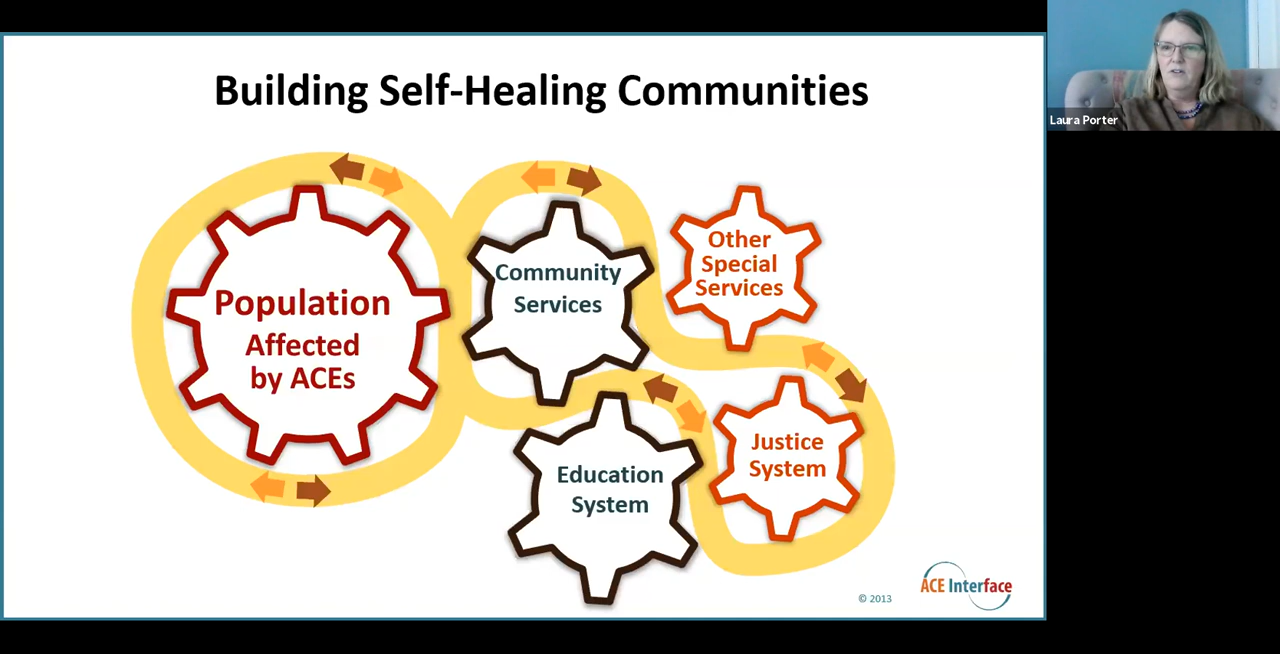 Building Self-Healing Communities
Laura Porter
Population
Affected
by ACEs
Community
Services
Other
Special
Services
Education
System
Justice
System
© 2013
ACE Interface